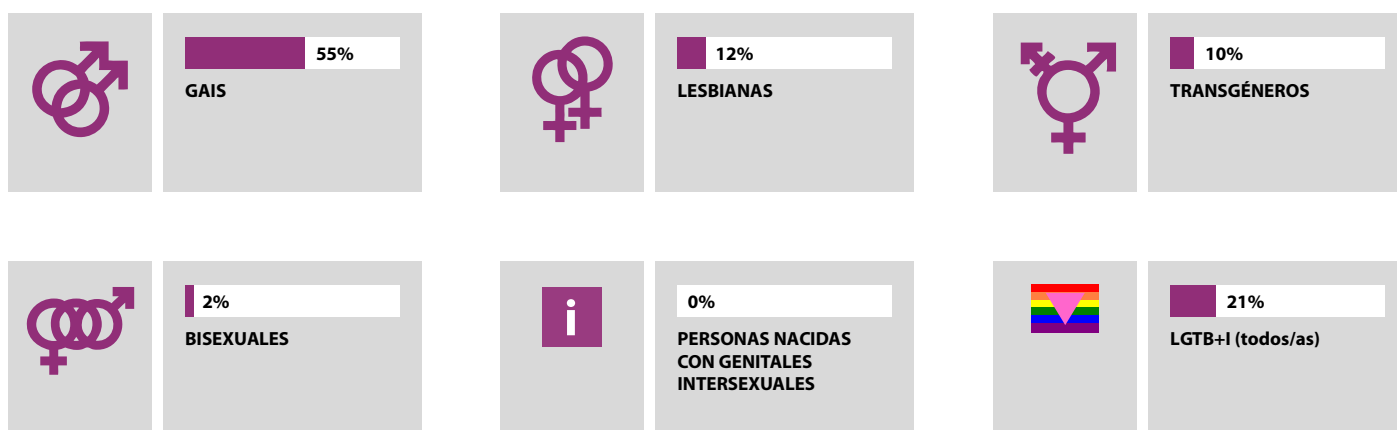 55%
GAIS
12%
LESBIANAS
10%
TRANSGÉNEROS
2%
BISEXUALES
i
0%
PERSONAS NACIDAS
CON GENITALES
INTERSEXUALES
21%
LGTB+I (todos/as)